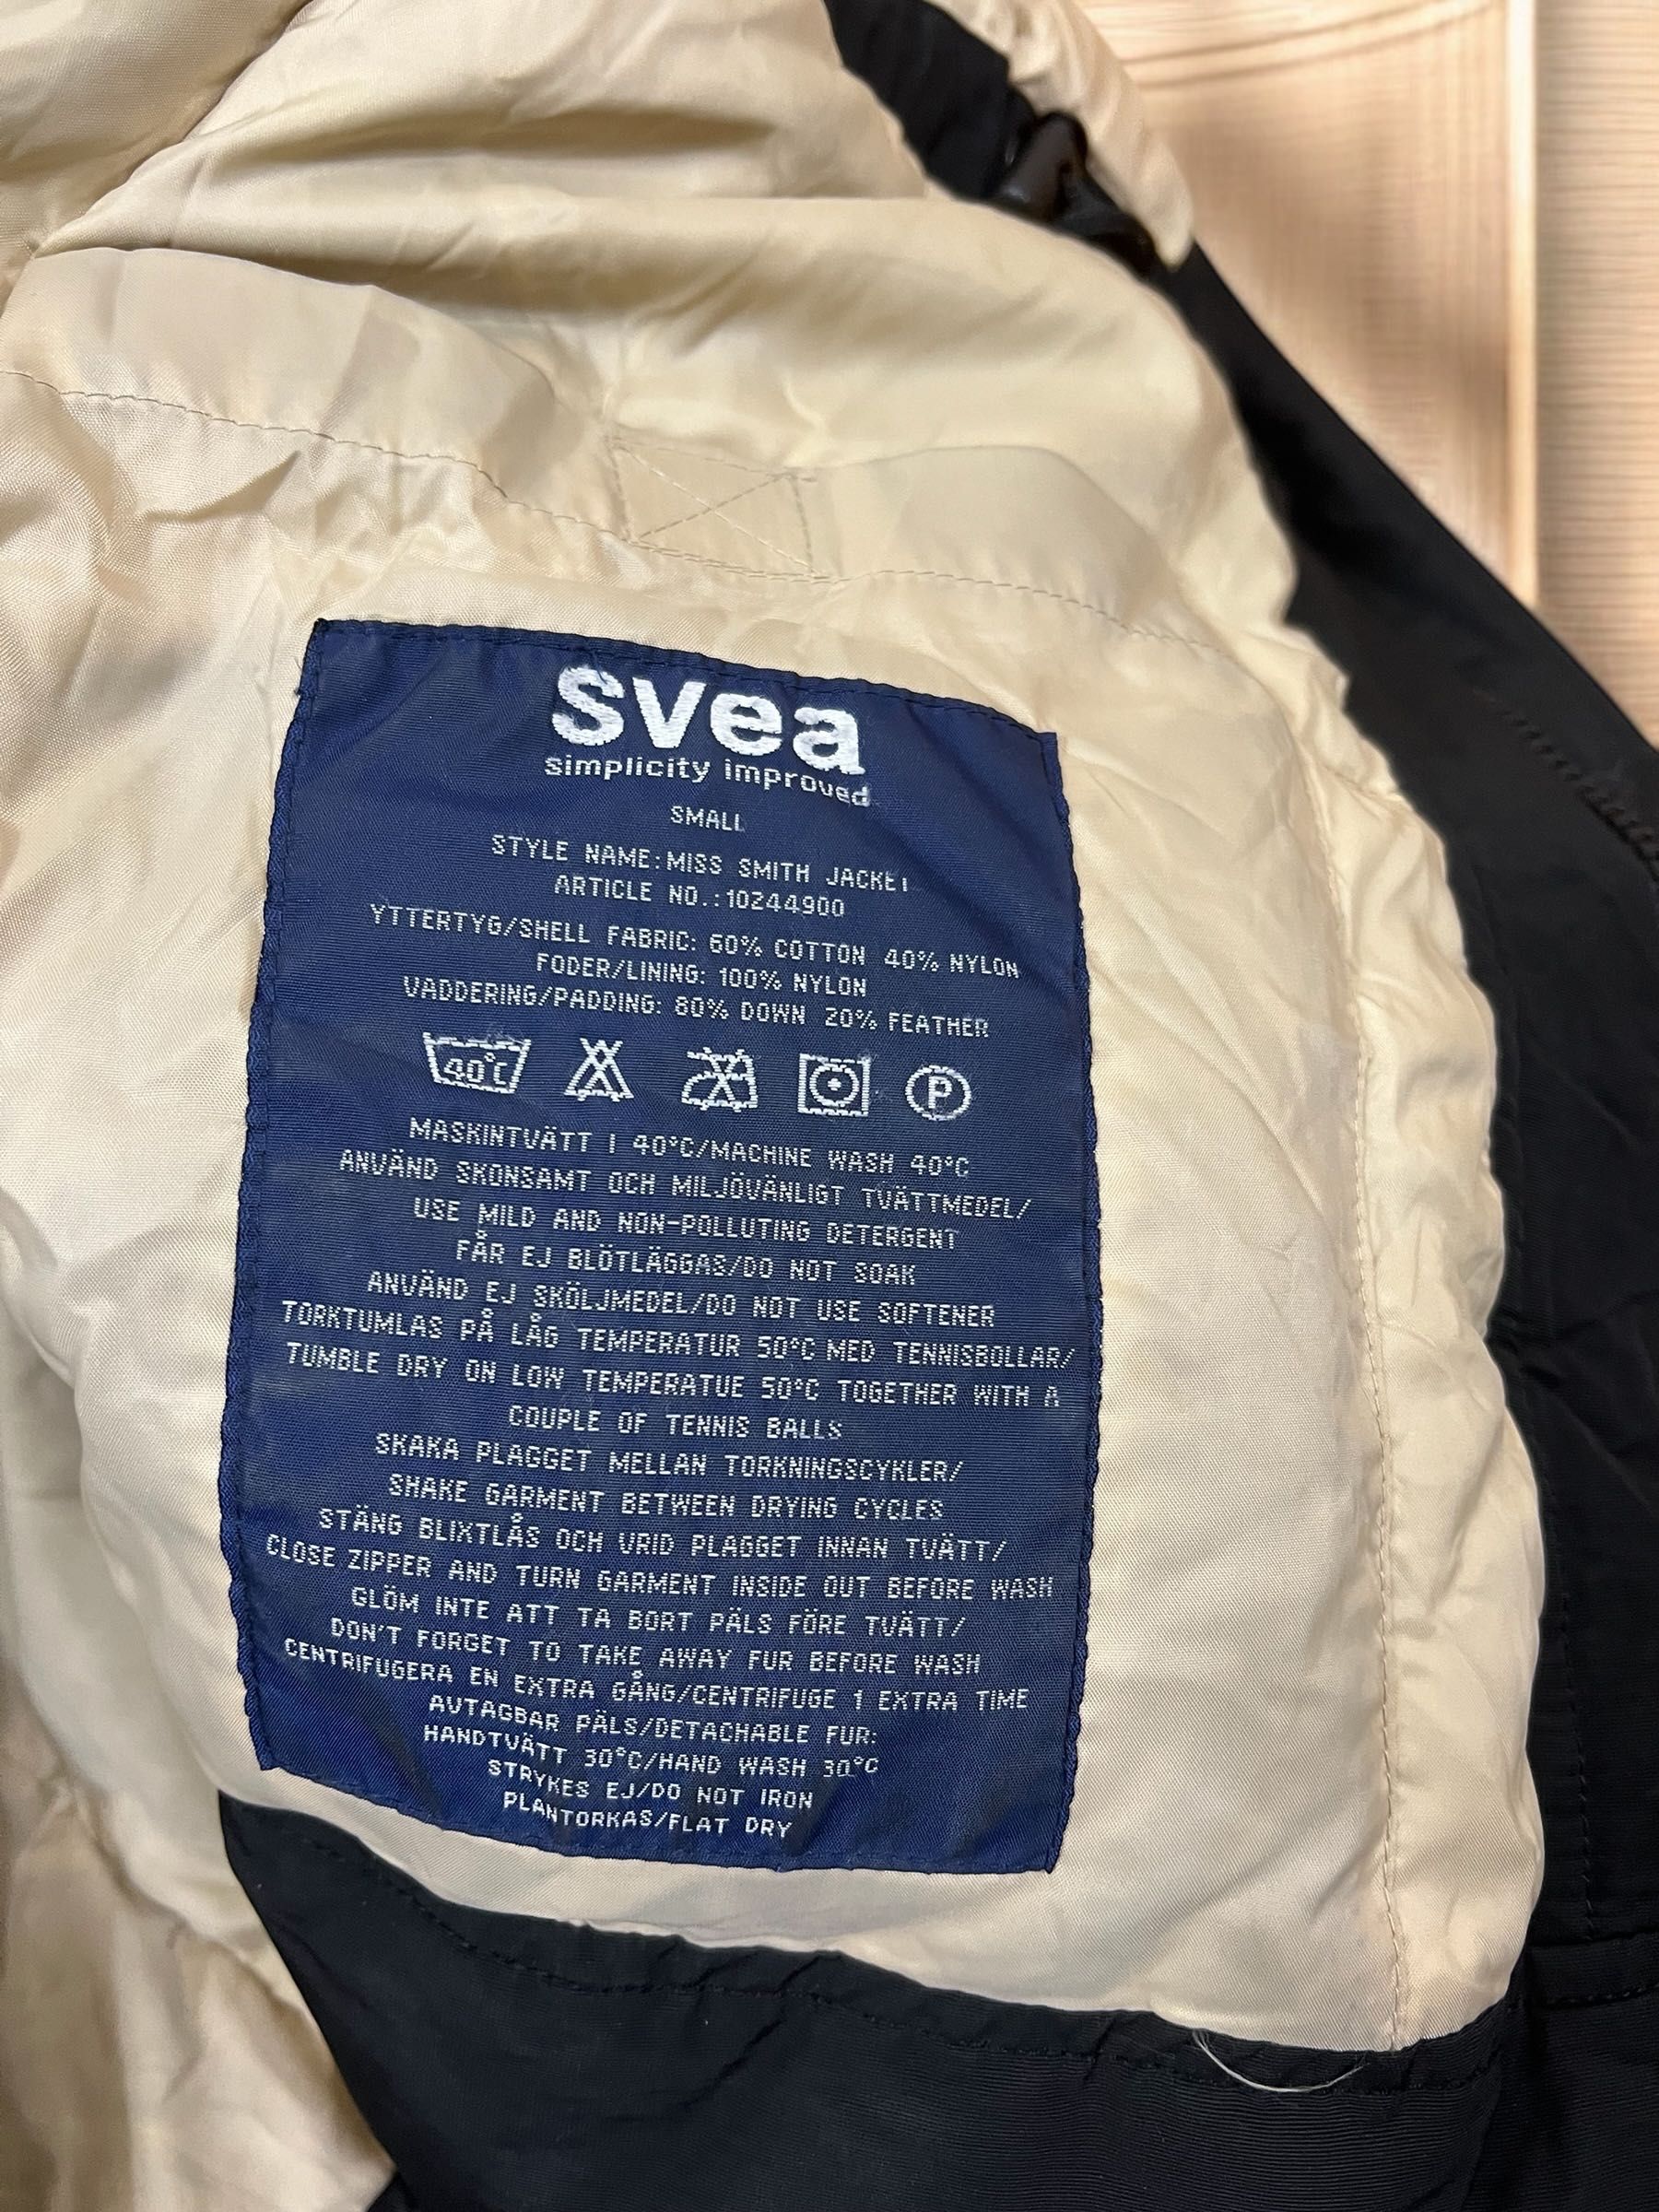 svea
simplicity improved
SMALL
STYLE NAME:MISS SMITH JACKET
ARTICLE NO.:10244900
YTTERTYG/SHELL FABRIC: 60% COTTON 40% NYLON
FODER/LINING: 100% NYLON
VADDERING/PADDING: 80% DOWN 20% FEATHER
40°C P
MASKINTVÄTT I 40°C/MACHINE WASH 40°C
ANVÄND SKONSAMT OCH MILJÖVÄNLIGT TVÄTTMEDEL/
USE MILD AND NON-POLLUTING DETERGENT
FÅR EJ BLÖTLÄGGAS/DO NOT SOAK
ANVÄND EJ SKÖLJMEDEL/DO NOT USE SOFTENER
TORKTUMLAS PÅ LÅG TEMPERATUR 50°C MED TENNISBOLLAR/
TUMBLE DRY ON LOW TEMPERATUE 50°C TOGETHER WITH A
COUPLE OF TENNIS BALLS
SKAKA PLAGGET MELLAN TORKNINGSCYKLER/
SHAKE GARMENT BETWEEN DRYING CYCLES
STÄNG BLIXTLÅS OCH VRID PLAGGET INNAN TVÄTT/
CLOSE ZIPPER AND TURN GARMENT INSIDE OUT BEFORE WASH
GLÖM INTE ATT TA BORT PÄLS FÖRE TVÄTT/
DON'T FORGET TO TAKE AWAY FUR BEFORE WASH
CENTRIFUGERA EN EXTRA GÅNG/CENTRIFUGE 1 EXTRA TIME
AVTAGBAR PÄLS/DETACHABLE FUR:
HANDTVÄTT 30°C/HAND WASH 30°C
STRYKES EJ/DO NOT IRON
PLANTORKAS/FLAT DRY